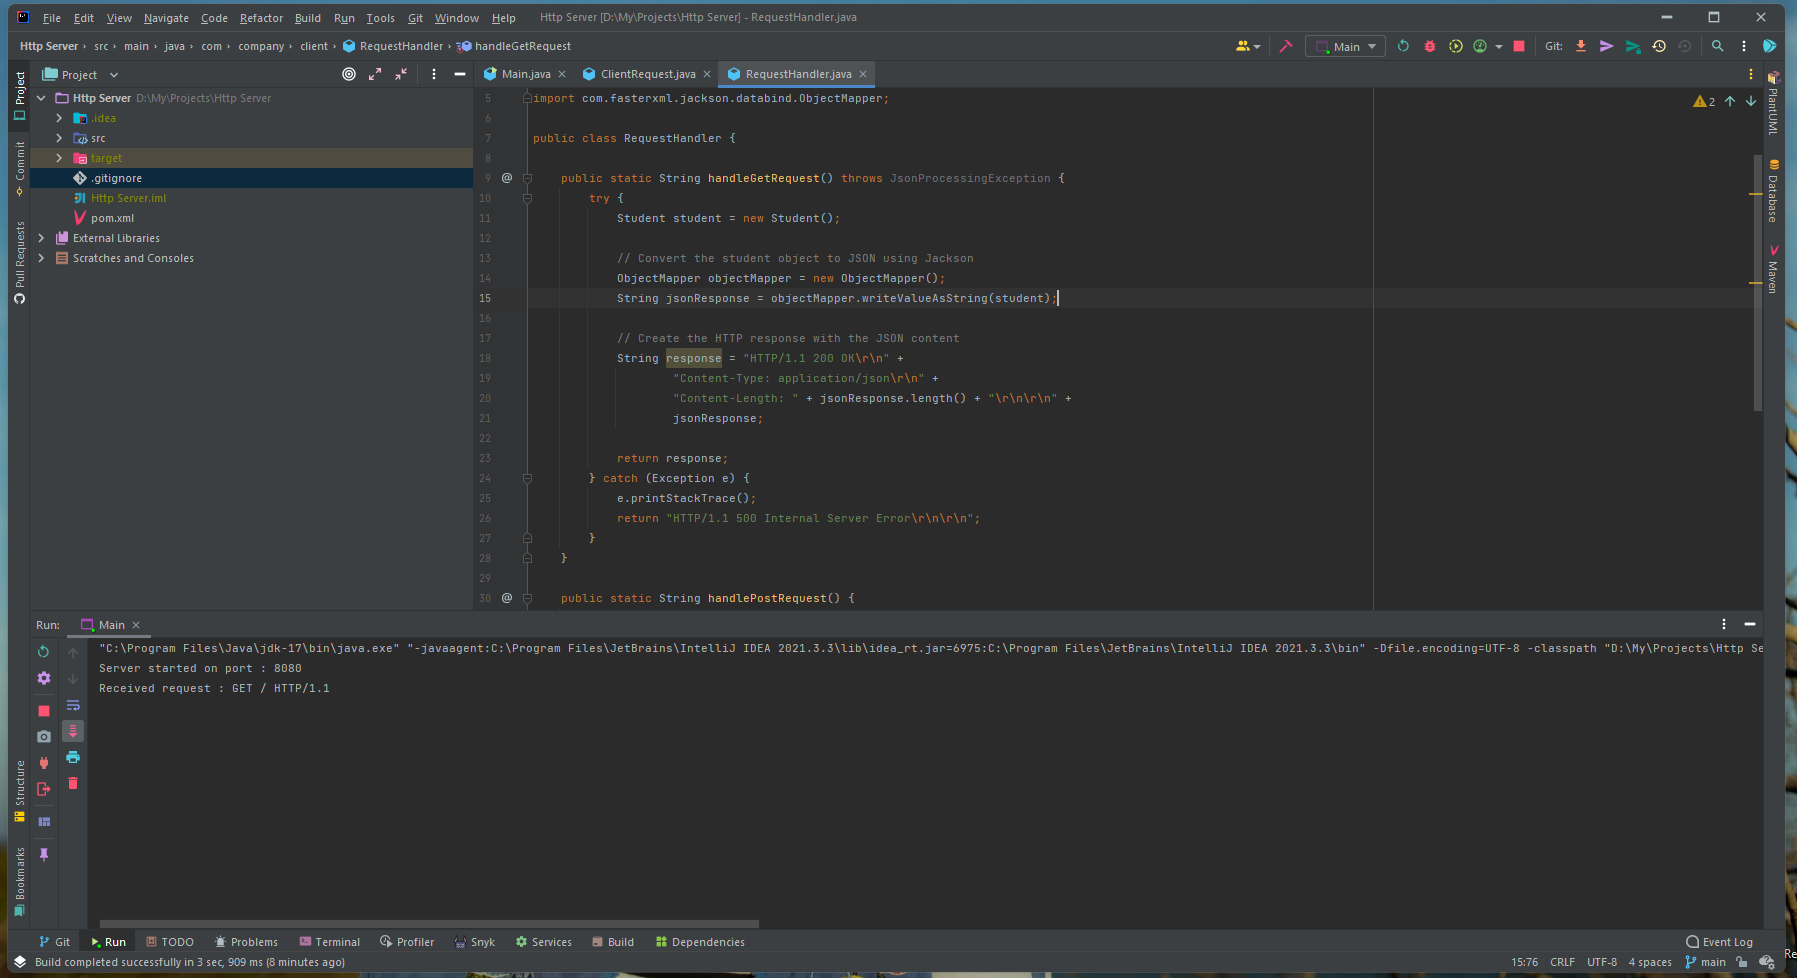 File Edit View Navigate Code Refactor Build Run Tools Git Window Help Http Server [D:\My\Projects\Http Server] - RequestHandler.java
Http Server › src › main › java › com › company › client › RequestHandler › handleGetRequest
Main
Git:
Project
Main.java
ClientRequest.java
RequestHandler.java
Project
Commit
Pull Requests
Structure
Bookmarks
Http Server D:\My\Projects\Http Server
.idea
src
target
.gitignore
Http Server.iml
pom.xml
External Libraries
Scratches and Consoles
2
PlantUML
Database
Maven
5 import com.fasterxml.jackson.databind.ObjectMapper;
6
7 public class RequestHandler {
8
9 @ public static String handleGetRequest() throws JsonProcessingException {
10 try {
11 Student student = new Student();
12
13 // Convert the student object to JSON using Jackson
14 ObjectMapper objectMapper = new ObjectMapper();
15 String jsonResponse = objectMapper.writeValueAsString(student);
16
17 // Create the HTTP response with the JSON content
18 String response = "HTTP/1.1 200 OK\r\n" +
19 "Content-Type: application/json\r\n" +
20 "Content-Length: " + jsonResponse.length() + "\r\n\r\n" +
21 jsonResponse;
22
23 return response;
24 } catch (Exception e) {
25 e.printStackTrace();
26 return "HTTP/1.1 500 Internal Server Error\r\n\r\n";
27 }
28 }
29
30 @ public static String handlePostRequest() {
Run: Main
"C:\Program Files\Java\jdk-17\bin\java.exe" "-javaagent:C:\Program Files\JetBrains\IntelliJ IDEA 2021.3.3\lib\idea_rt.jar=6975:C:\Program Files\JetBrains\IntelliJ IDEA 2021.3.3\bin" -Dfile.encoding=UTF-8 -classpath "D:\My\Projects\Http Se
Server started on port : 8080
Received request : GET / HTTP/1.1
Git Run TODO Problems Terminal Profiler Snyk Services Build Dependencies Event Log
Build completed successfully in 3 sec, 909 ms (8 minutes ago) 15:76 CRLF UTF-8 4 spaces main
Re